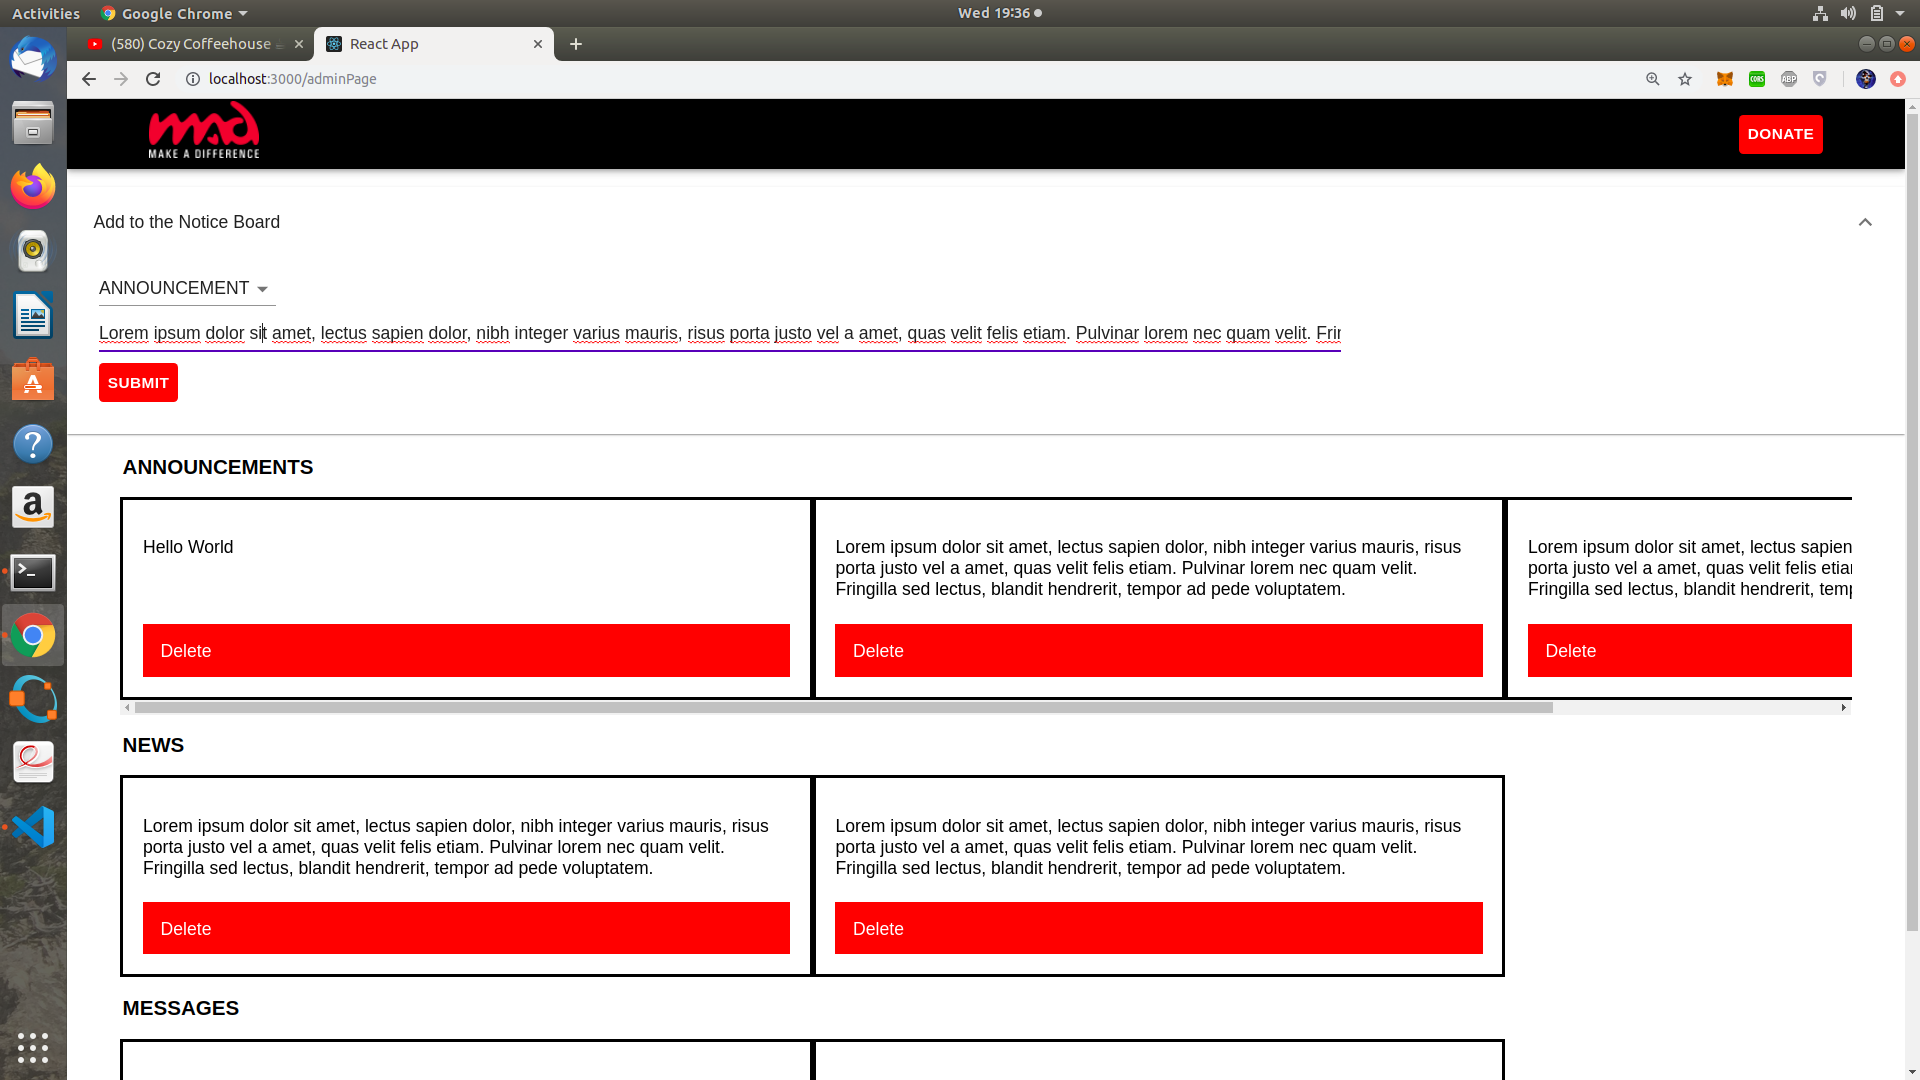 Activities
Google Chrome
Wed 19:36
(580) Cozy Coffeehouse
React App
localhost:3000/adminPage
CORS
ABP
mad
MAKE A DIFFERENCE
DONATE
Add to the Notice Board
ANNOUNCEMENT
Lorem ipsum dolor sit amet, lectus sapien dolor, nibh integer varius mauris, risus porta justo vel a amet, quas velit felis etiam. Pulvinar lorem nec quam velit. Frin
SUBMIT
ANNOUNCEMENTS
Hello World
Delete
Lorem ipsum dolor sit amet, lectus sapien dolor, nibh integer varius mauris, risus
porta justo vel a amet, quas velit felis etiam. Pulvinar lorem nec quam velit.
Fringilla sed lectus, blandit hendrerit, tempor ad pede voluptatem.
Delete
Lorem ipsum dolor sit amet, lectus sapien
porta justo vel a amet, quas velit felis etiam
Fringilla sed lectus, blandit hendrerit, temp
Delete
NEWS
Lorem ipsum dolor sit amet, lectus sapien dolor, nibh integer varius mauris, risus
porta justo vel a amet, quas velit felis etiam. Pulvinar lorem nec quam velit.
Fringilla sed lectus, blandit hendrerit, tempor ad pede voluptatem.
Delete
Lorem ipsum dolor sit amet, lectus sapien dolor, nibh integer varius mauris, risus
porta justo vel a amet, quas velit felis etiam. Pulvinar lorem nec quam velit.
Fringilla sed lectus, blandit hendrerit, tempor ad pede voluptatem.
Delete
MESSAGES